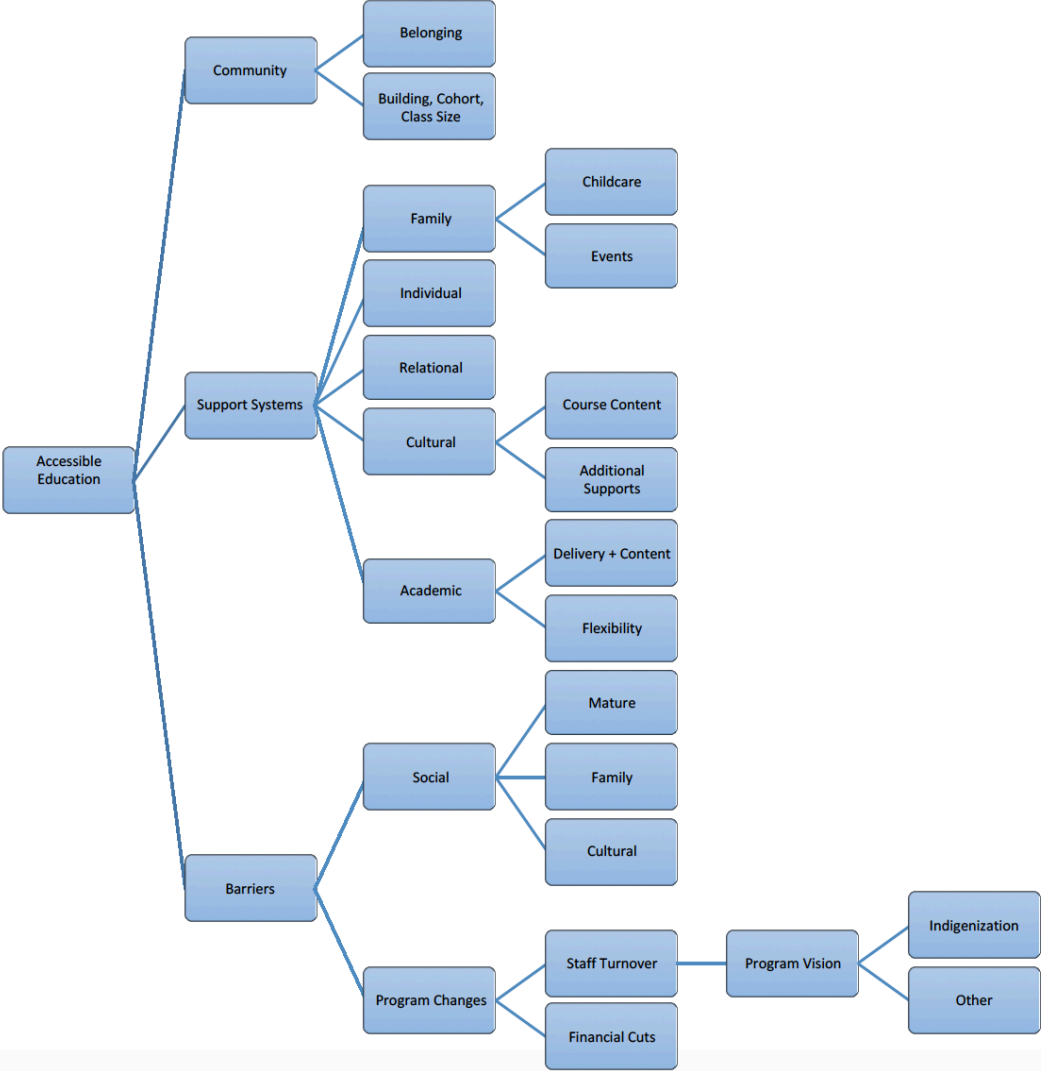 Belonging
Community
Building, Cohort,
Class Size
Childcare
Family
Events
Individual
Relational
Support Systems
Course Content
Cultural
Accessible
Education
Additional
Supports
Delivery + Content
Academic
Flexibility
Mature
Social
Family
Cultural
Barriers
Indigenization
Staff Turnover
Program Vision
Program Changes
Other
Financial Cuts